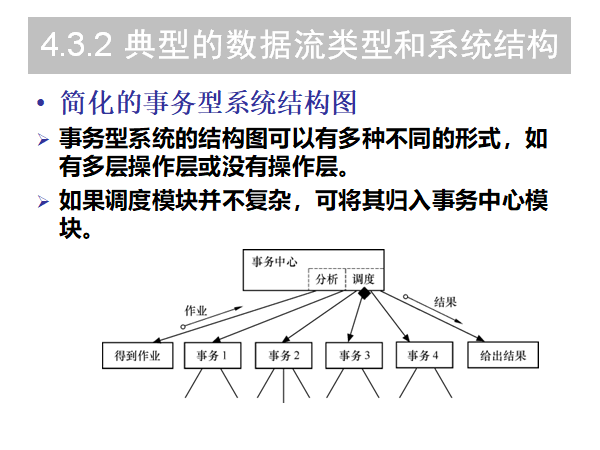 4.3.2 典型的数据流类型和系统结构
• 简化的事务型系统结构图
➢ 事务型系统的结构图可以有多种不同的形式，如
有多层操作层或没有操作层。
➢ 如果调度模块并不复杂，可将其归入事务中心模
块。
事务中心
分析 调度
作业 结果
得到作业 事务1 事务2 事务3 事务4 给出结果